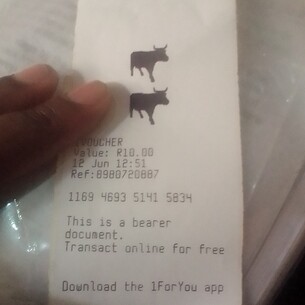 VOUCHER
Value: R10.00
12 Jun 12:51
Ref:8980720887
1169 4693 5141 5834
This is a bearer
document.
Transact online for free
Download the 1ForYou app